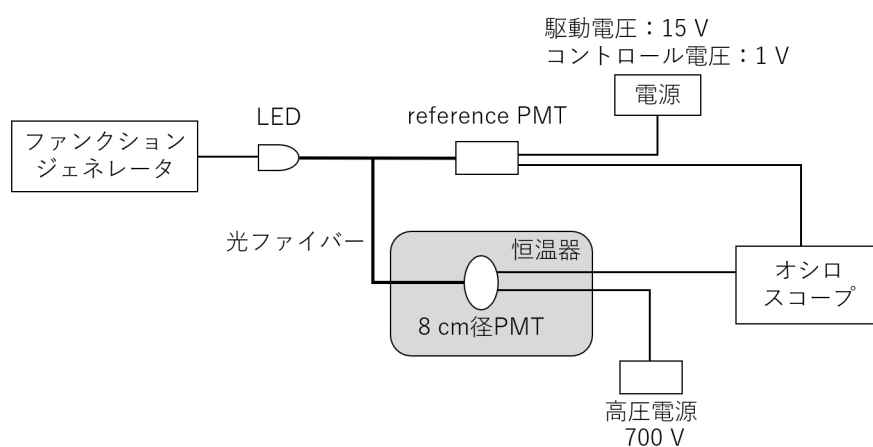 駆動電圧：15 V
コントロール電圧：1 V
電源
LED
reference PMT
ファンクション
ジェネレータ
光ファイバー
恒温器
8 cm径PMT
オシロ
スコープ
高圧電源
700 V